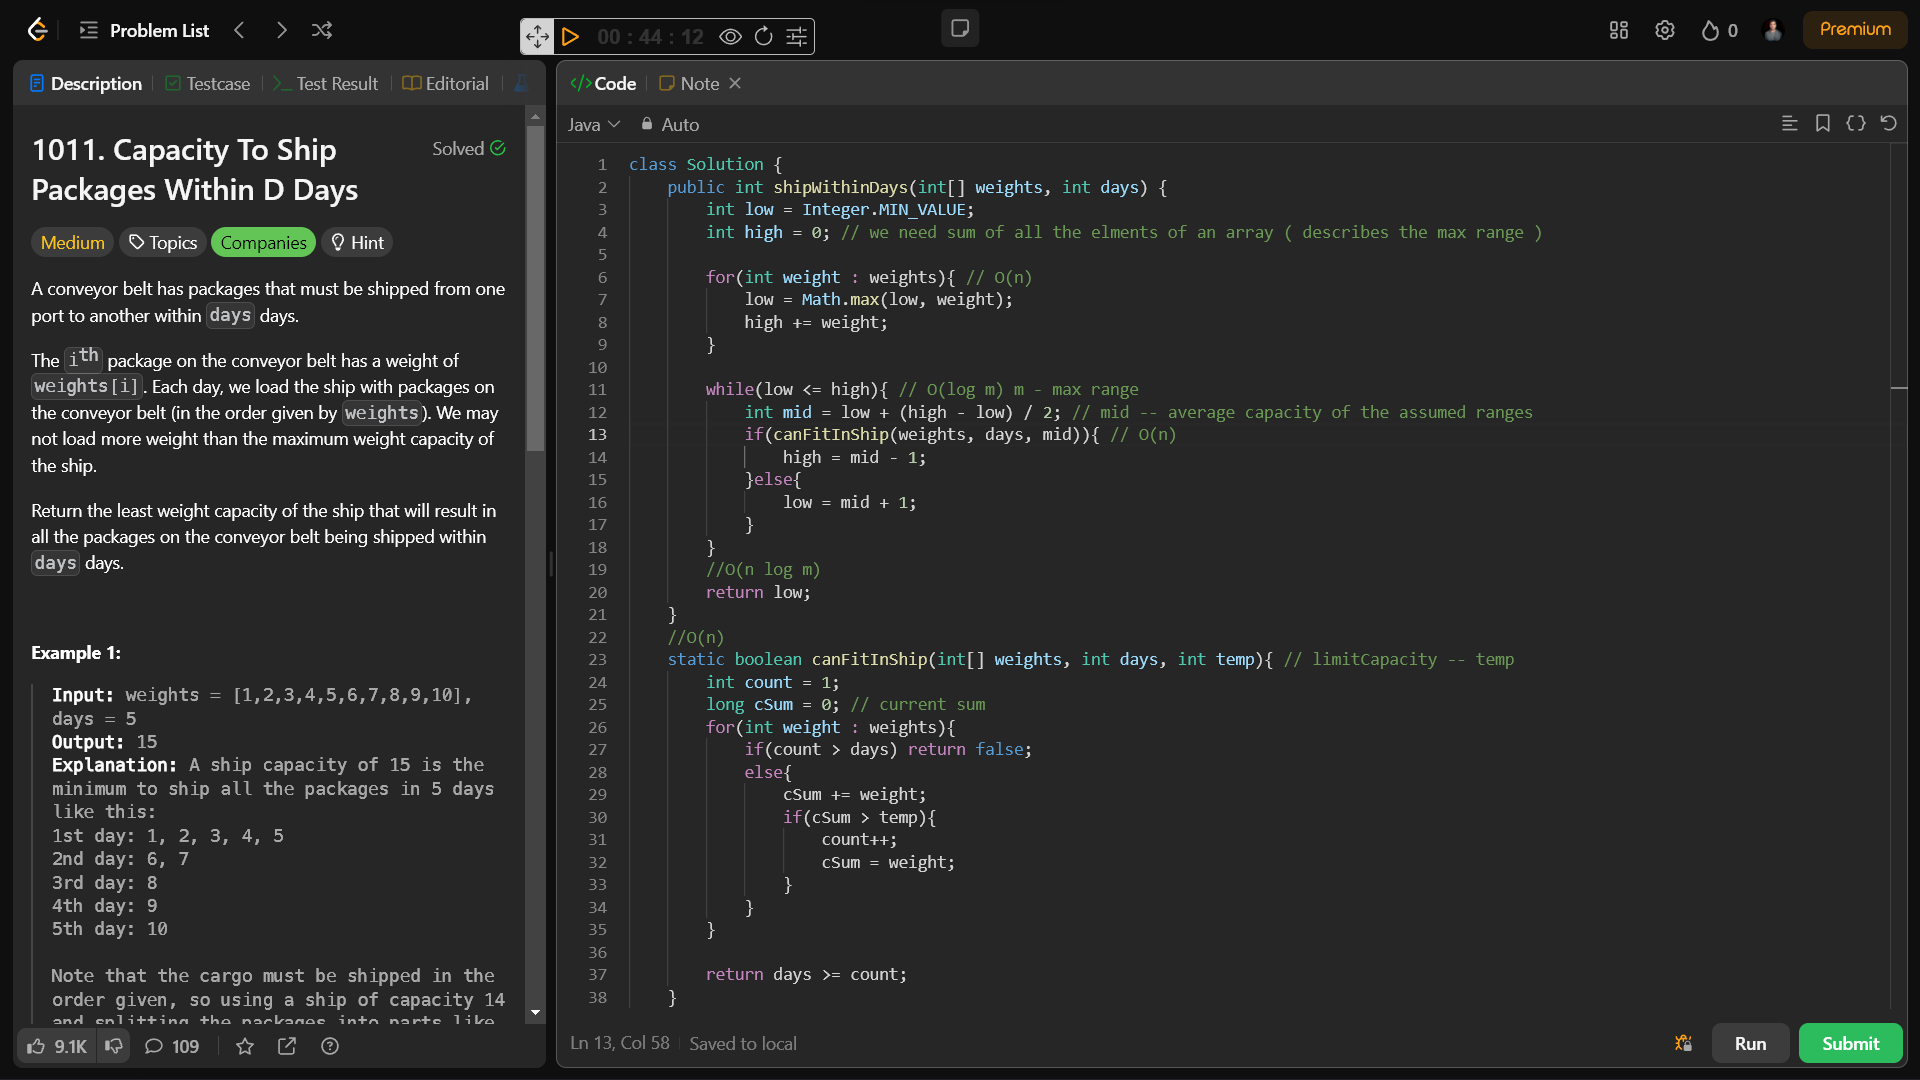 Problem List
00 : 44 : 12
0
Premium
Description
Testcase
Test Result
Editorial
</> Code
Note
Java
Auto
1011. Capacity To Ship
Packages Within D Days
Solved
Medium
Topics
Companies
Hint
A conveyor belt has packages that must be shipped from one
port to another within days days.
The ith package on the conveyor belt has a weight of
weights[i]. Each day, we load the ship with packages on
the conveyor belt (in the order given by weights). We may
not load more weight than the maximum weight capacity of
the ship.
Return the least weight capacity of the ship that will result in
all the packages on the conveyor belt being shipped within
days days.
Example 1:
Input: weights = [1,2,3,4,5,6,7,8,9,10],
days = 5
Output: 15
Explanation: A ship capacity of 15 is the
minimum to ship all the packages in 5 days
like this:
1st day: 1, 2, 3, 4, 5
2nd day: 6, 7
3rd day: 8
4th day: 9
5th day: 10
Note that the cargo must be shipped in the
order given, so using a ship of capacity 14
and splitting the packages into parts like
9.1K
109
1 class Solution {
2 public int shipWithinDays(int[] weights, int days) {
3 int low = Integer.MIN_VALUE;
4 int high = 0; // we need sum of all the elments of an array ( describes the max range )
5
6 for(int weight : weights){ // O(n)
7 low = Math.max(low, weight);
8 high += weight;
9 }
10
11 while(low <= high){ // O(log m) m - max range
12 int mid = low + (high - low) / 2; // mid -- average capacity of the assumed ranges
13 if(canFitInShip(weights, days, mid)){ // O(n)
14 high = mid - 1;
15 }else{
16 low = mid + 1;
17 }
18 }
19 //O(n log m)
20 return low;
21 }
22 //O(n)
23 static boolean canFitInShip(int[] weights, int days, int temp){ // limitCapacity -- temp
24 int count = 1;
25 long cSum = 0; // current sum
26 for(int weight : weights){
27 if(count > days) return false;
28 else{
29 cSum += weight;
30 if(cSum > temp){
31 count++;
32 cSum = weight;
33 }
34 }
35 }
36
37 return days >= count;
38 }
Ln 13, Col 58
Saved to local
Run
Submit